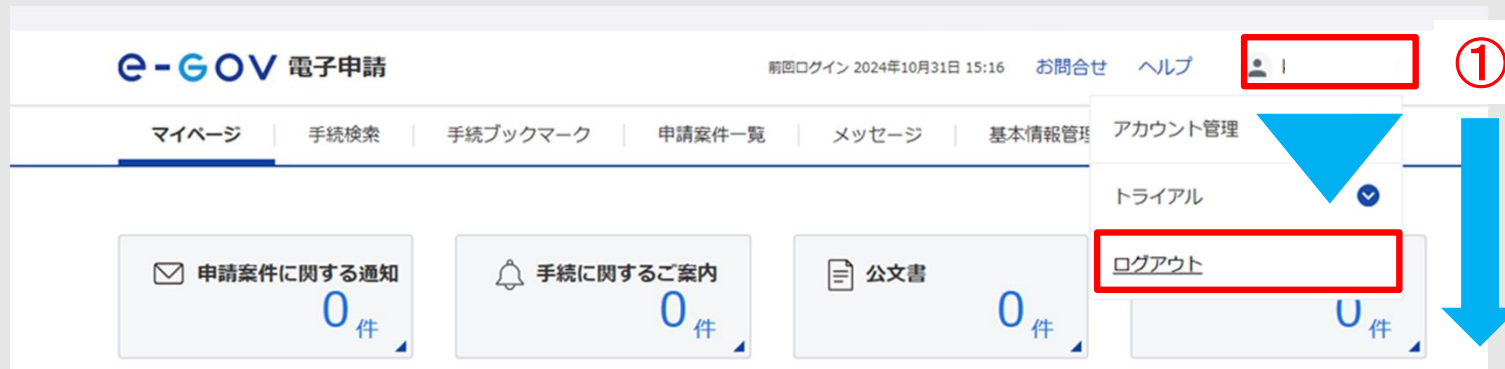 e-GOV 電子申請
前回ログイン 2024年10月31日 15:16 お問合せ ヘルプ
①
マイページ 手続検索 手続ブックマーク 申請案件一覧 メッセージ 基本情報管理
アカウント管理
トライアル
ログアウト
申請案件に関する通知
0件
手続に関するご案内
0件
公文書
0件
0件